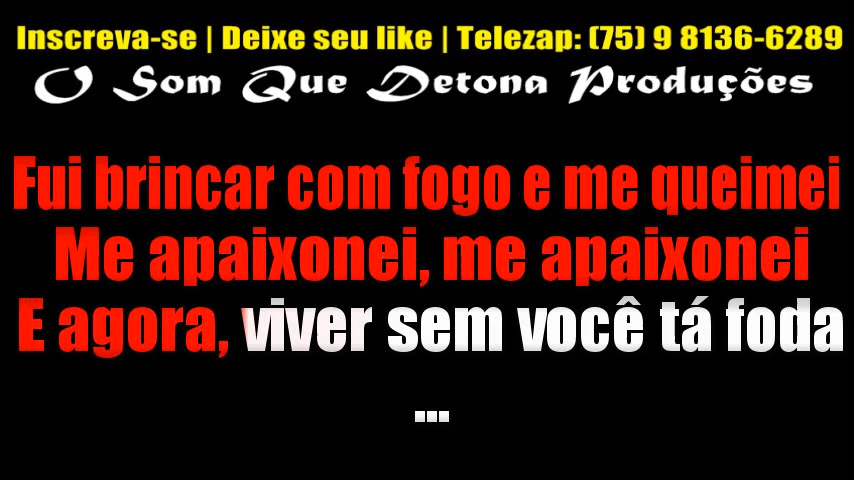 Inscreva-se | Deixe seu like | Telezap: (75) 9 8136-6289
O Som Que Detona Produções
Fui brincar com fogo e me queimei
Me apaixonei, me apaixonei
E agora, viver sem você tá foda
...